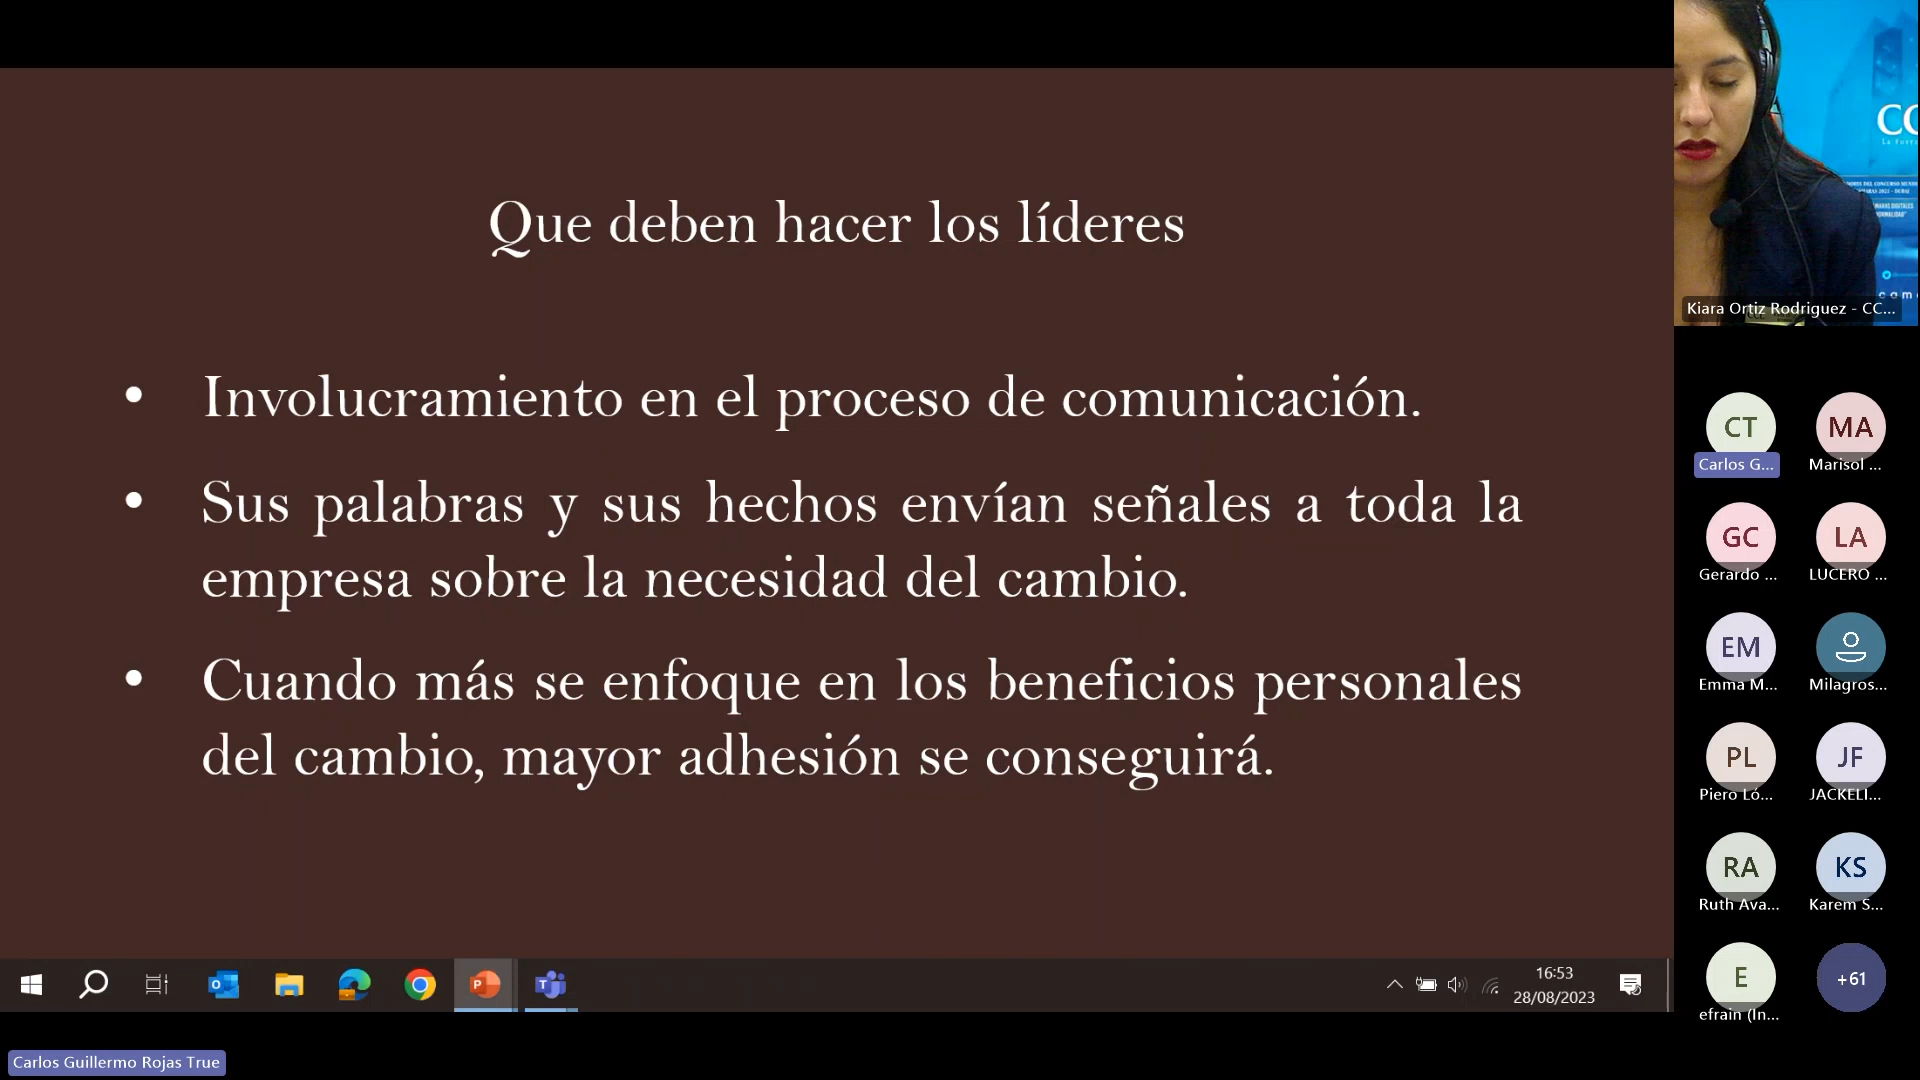 Que deben hacer los líderes
• Involucramiento en el proceso de comunicación.
• Sus palabras y sus hechos envían señales a toda la
empresa sobre la necesidad del cambio.
• Cuando más se enfoque en los beneficios personales
del cambio, mayor adhesión se conseguirá.
16:53
28/08/2023
Carlos Guillermo Rojas True
CC
Kiara Ortiz Rodriguez - CC...
CT
Carlos G...
MA
Marisol ...
GC
Gerardo ...
LA
LUCERO ...
EM
Emma M...
Milagros...
PL
Piero Ló...
JF
JACKELI...
RA
Ruth Ava...
KS
Karem S...
E
efrain (In...
+61